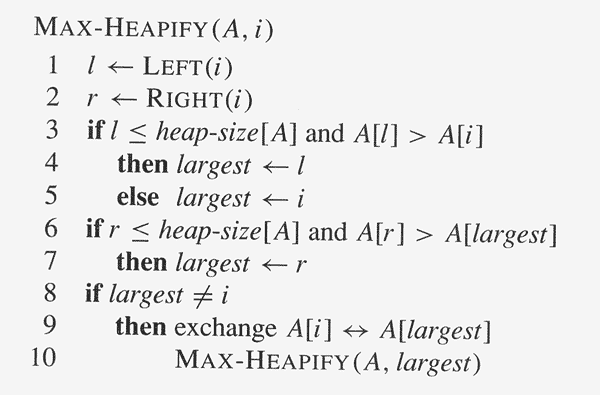 MAX-HEAPIFY(A, i)
1 l ← LEFT(i)
2 r ← RIGHT(i)
3 if l ≤ heap-size[A] and A[l] > A[i]
4 then largest ← l
5 else largest ← i
6 if r ≤ heap-size[A] and A[r] > A[largest]
7 then largest ← r
8 if largest ≠ i
9 then exchange A[i] ↔ A[largest]
10 MAX-HEAPIFY(A, largest)